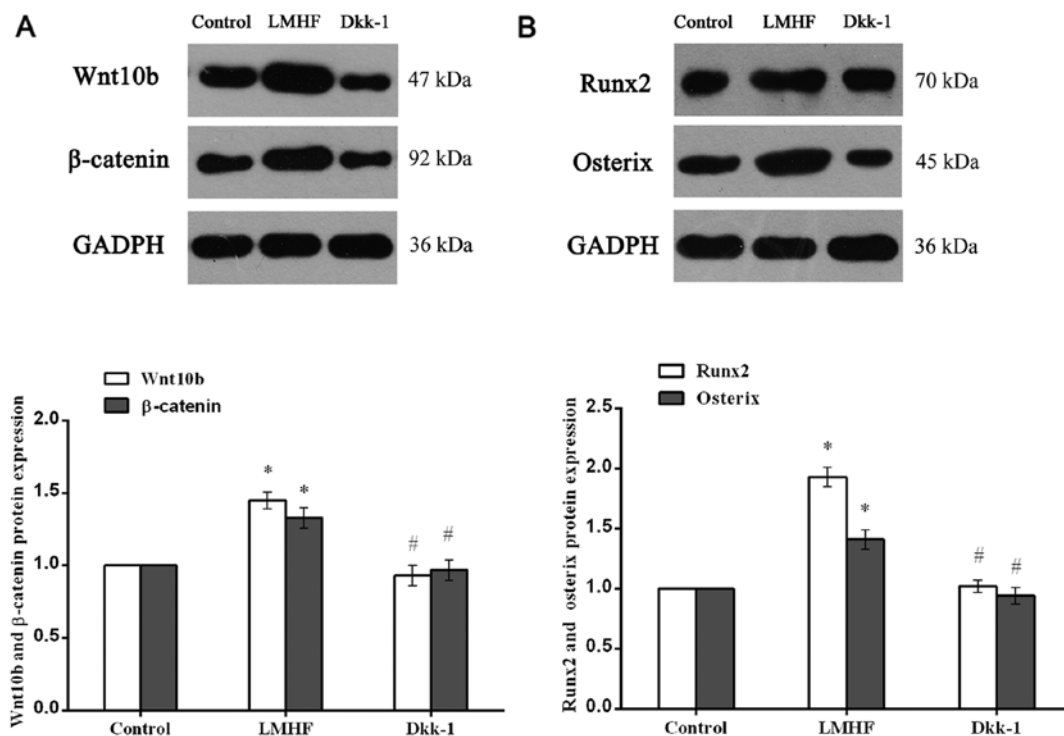 A
Control LMHF Dkk-1
Wnt10b 47 kDa
β-catenin 92 kDa
GADPH 36 kDa
Wnt10b
β-catenin
Wnt10b and β-catenin protein expression
2.0
1.5
1.0
0.5
0.0
* *
# #
Control LMHF Dkk-1
B
Control LMHF Dkk-1
Runx2 70 kDa
Osterix 45 kDa
GADPH 36 kDa
Runx2
Osterix
Runx2 and osterix protein expression
2.5
2.0
1.5
1.0
0.5
0.0
* *
# #
Control LMHF Dkk-1